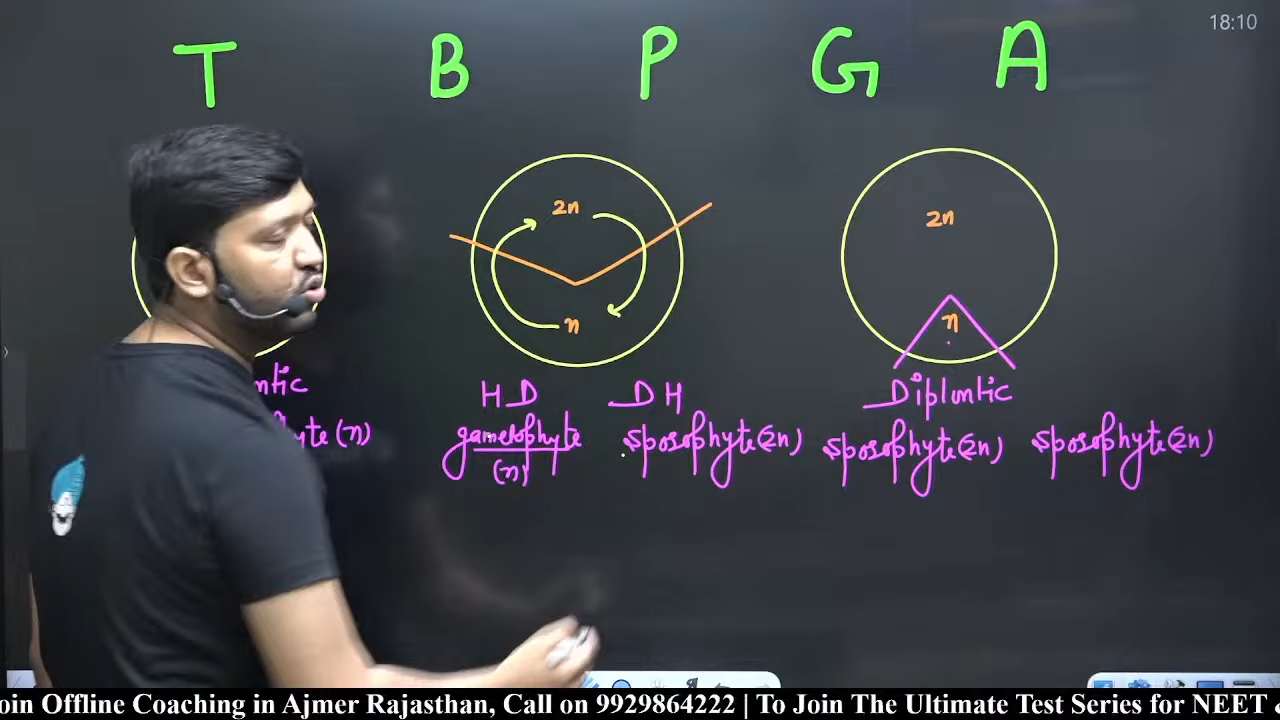 18:10
T B P G A
2n
2n
n
n
ntic HD DH Diplontic
yte (n) gametophyte sporophyte (2n) sporophyte (2n) sporophyte (2n)
(n)
oin Offline Coaching in Ajmer Rajasthan, Call on 9929864222 | To Join The Ultimate Test Series for NEET &